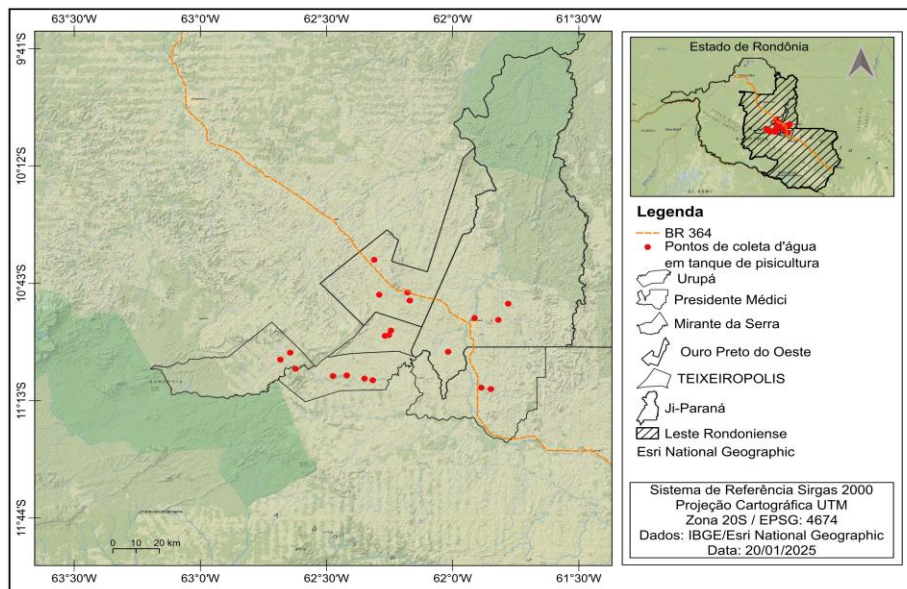 63°30'W 63°0'W 62°30'W 62°0'W 61°30'W
9°41'S
10°12'S
10°43'S
11°13'S
11°44'S
0 10 20 km
63°30'W 63°0'W 62°30'W 62°0'W 61°30'W
Estado de Rondônia
Legenda
BR 364
Pontos de coleta d'água
em tanque de pisicultura
Urupá
Presidente Médici
Mirante da Serra
Ouro Preto do Oeste
TEIXEIROPOLIS
Ji-Paraná
Leste Rondoniense
Esri National Geographic
Sistema de Referência Sirgas 2000
Projeção Cartográfica UTM
Zona 20S / EPSG: 4674
Dados: IBGE/Esri National Geographic
Data: 20/01/2025